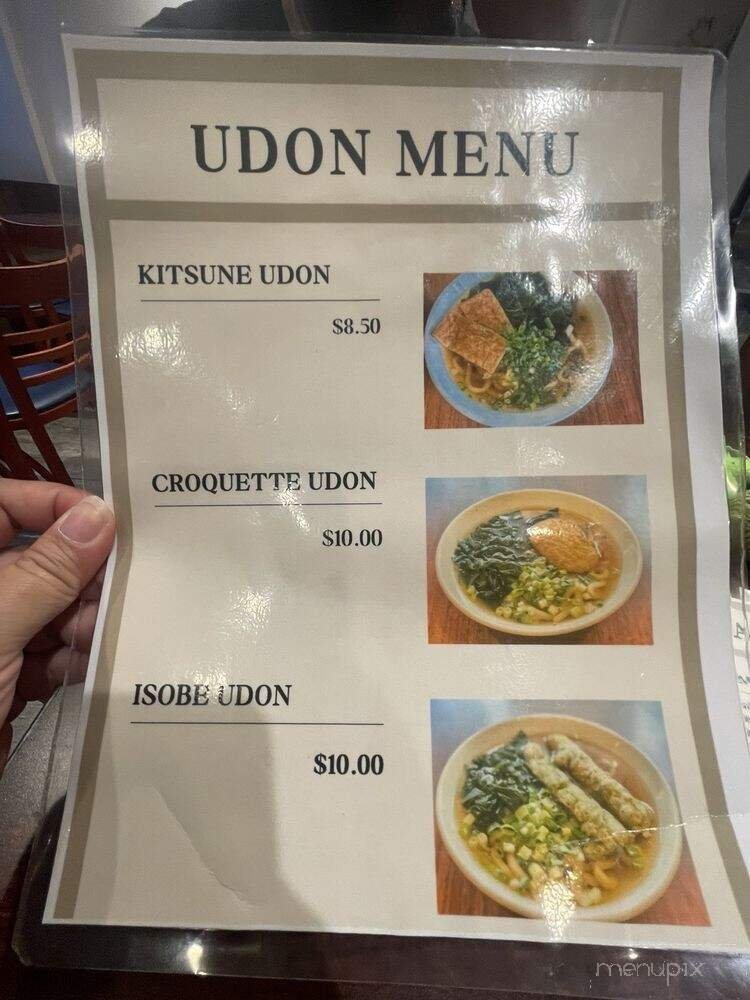 UDON MENU
KITSUNE UDON
$8.50
CROQUETTE UDON
$10.00
ISOBE UDON
$10.00
menupix